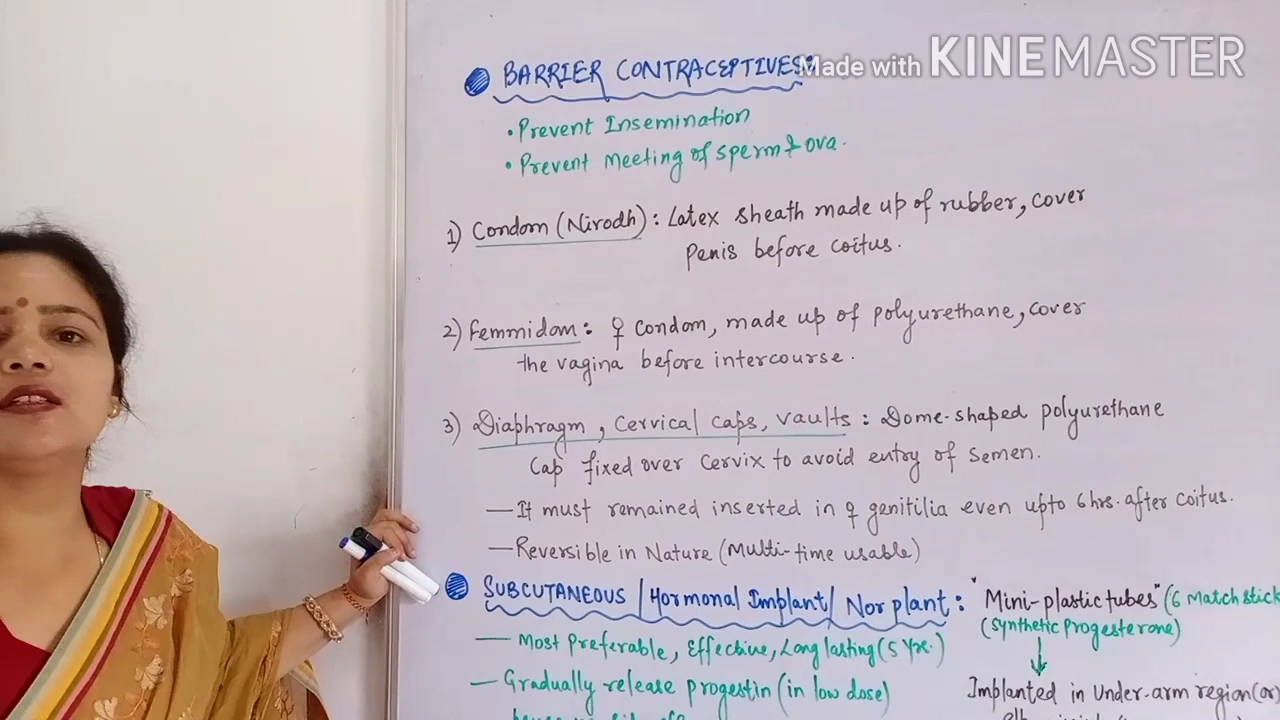 BARRIER CONTRACEPTIVES:
Made with KINEMASTER
• Prevent Insemination
• Prevent Meeting of sperm & ova.
1) Condom (Nirodh) : Latex sheath made up of rubber, cover
Penis before coitus.
2) Femmidom : ♀ condom, made up of polyurethane, cover
the vagina before intercourse.
3) Diaphragm, Cervical caps, vaults : Dome-shaped polyurethane
Cap fixed over Cervix to avoid entry of semen.
— It must remained inserted in ♀ genitilia even upto 6 hrs. after coitus.
— Reversible in Nature (Multi-time usable)
SUBCUTANEOUS / Hormonal Implant / Norplant :
"Mini-plastic tubes" (6 Match stick
(Synthetic Progesterone)
— Most Preferable, Effective, Long lasting (5 Yrs.)
— Gradually release progestin (in low dose)
Implanted in Under-arm region (or)